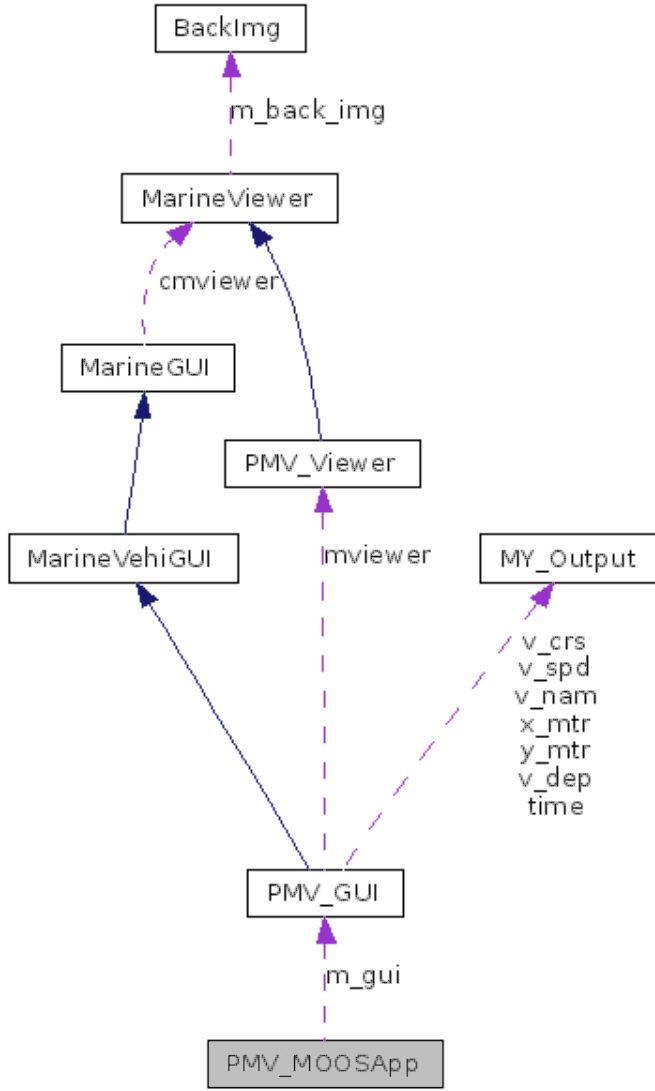 BackImg
m_back_img
MarineViewer
cmviewer
MarineGUI
PMV_Viewer
MarineVehiGUI
mviewer
MY_Output
v_crs
v_spd
v_nam
x_mtr
y_mtr
v_dep
time
PMV_GUI
m_gui
PMV_MOOSApp